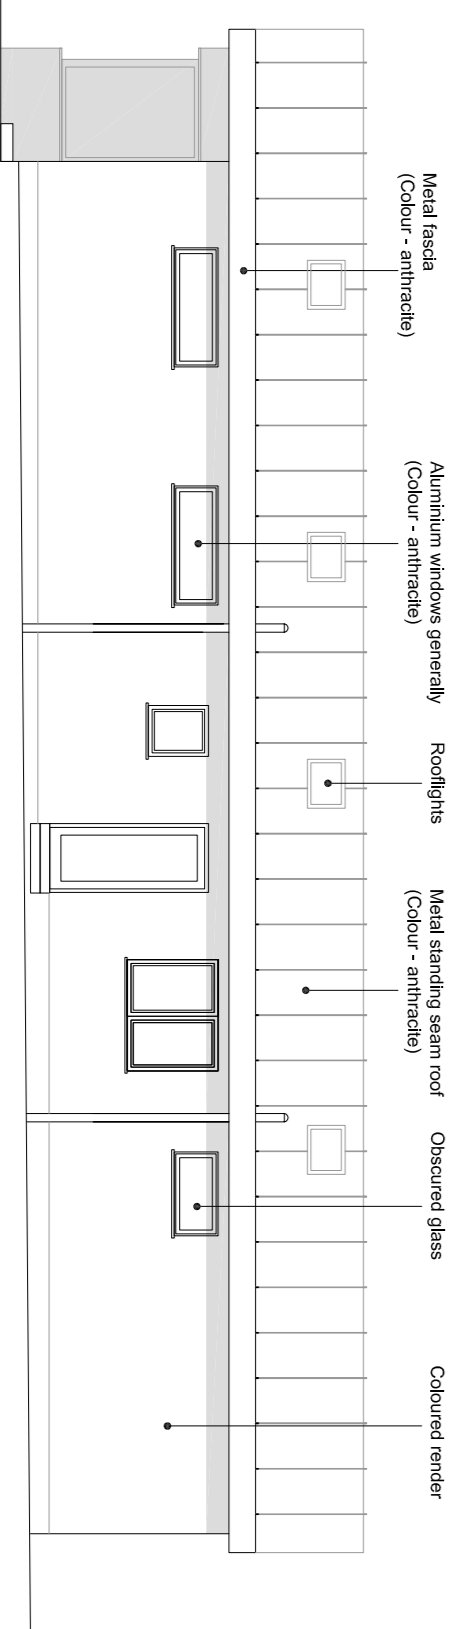 Metal fascia
(Colour - anthracite)
Aluminium windows generally
(Colour - anthracite)
Rooflights
Metal standing seam roof
(Colour - anthracite)
Obscured glass
Coloured render